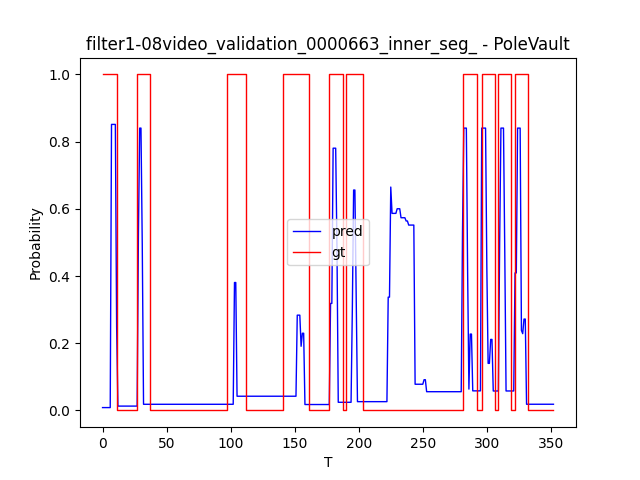 filter1-08video_validation_0000663_inner_seg_ - PoleVault
1.0
0.8
0.6
0.4
0.2
0.0
Probability
pred
gt
0 50 100 150 200 250 300 350
T